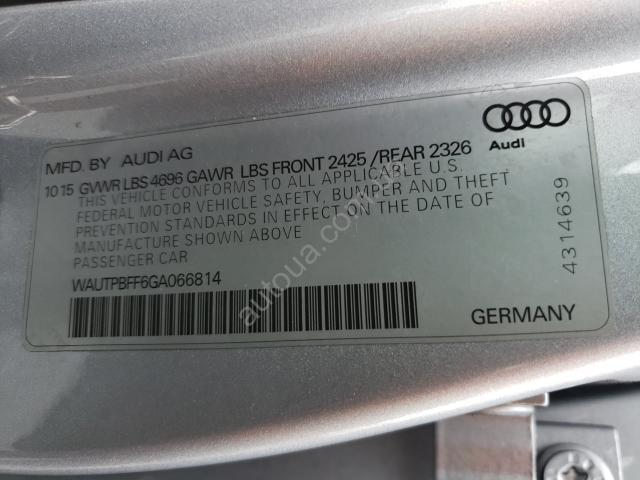 Audi
MFD. BY AUDI AG
10 15 GVWR LBS 4696 GAWR LBS FRONT 2425 /REAR 2326
THIS VEHICLE CONFORMS TO ALL APPLICABLE U.S.
FEDERAL MOTOR VEHICLE SAFETY, BUMPER AND THEFT
PREVENTION STANDARDS IN EFFECT ON THE DATE OF
MANUFACTURE SHOWN ABOVE
PASSENGER CAR
WAUTPBFF6GA066814
GERMANY
4314639
autoua.com.ua